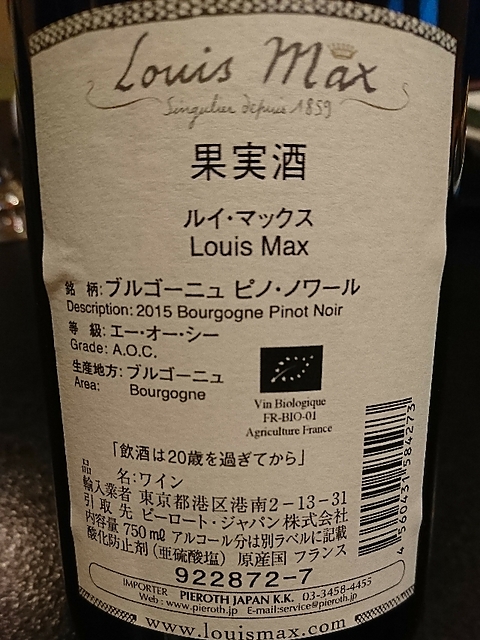 Louis Max
Singulier depuis 1859
果実酒
ルイ・マックス
Louis Max
銘 柄: ブルゴーニュ ピノ・ノワール
Description: 2015 Bourgogne Pinot Noir
等 級: エー・オー・シー
Grade: A.O.C.
生産地方: ブルゴーニュ
Area: Bourgogne
Vin Biologique
FR-BIO-01
Agriculture France
「飲酒は20歳を過ぎてから」
品 名:ワイン
輸入業者 東京都港区港南2-13-31
引 取 先 ピーロート・ジャパン株式会社
内容量 750㎖ アルコール分は別ラベルに記載
酸化防止剤(亜硫酸塩) 原産国 フランス
4 560431 584273
922872-7
IMPORTER PIEROTH JAPAN K.K. 03-3458-4455
Web : www.pieroth.jp E-mail:service@pieroth.jp
www.louismax.com